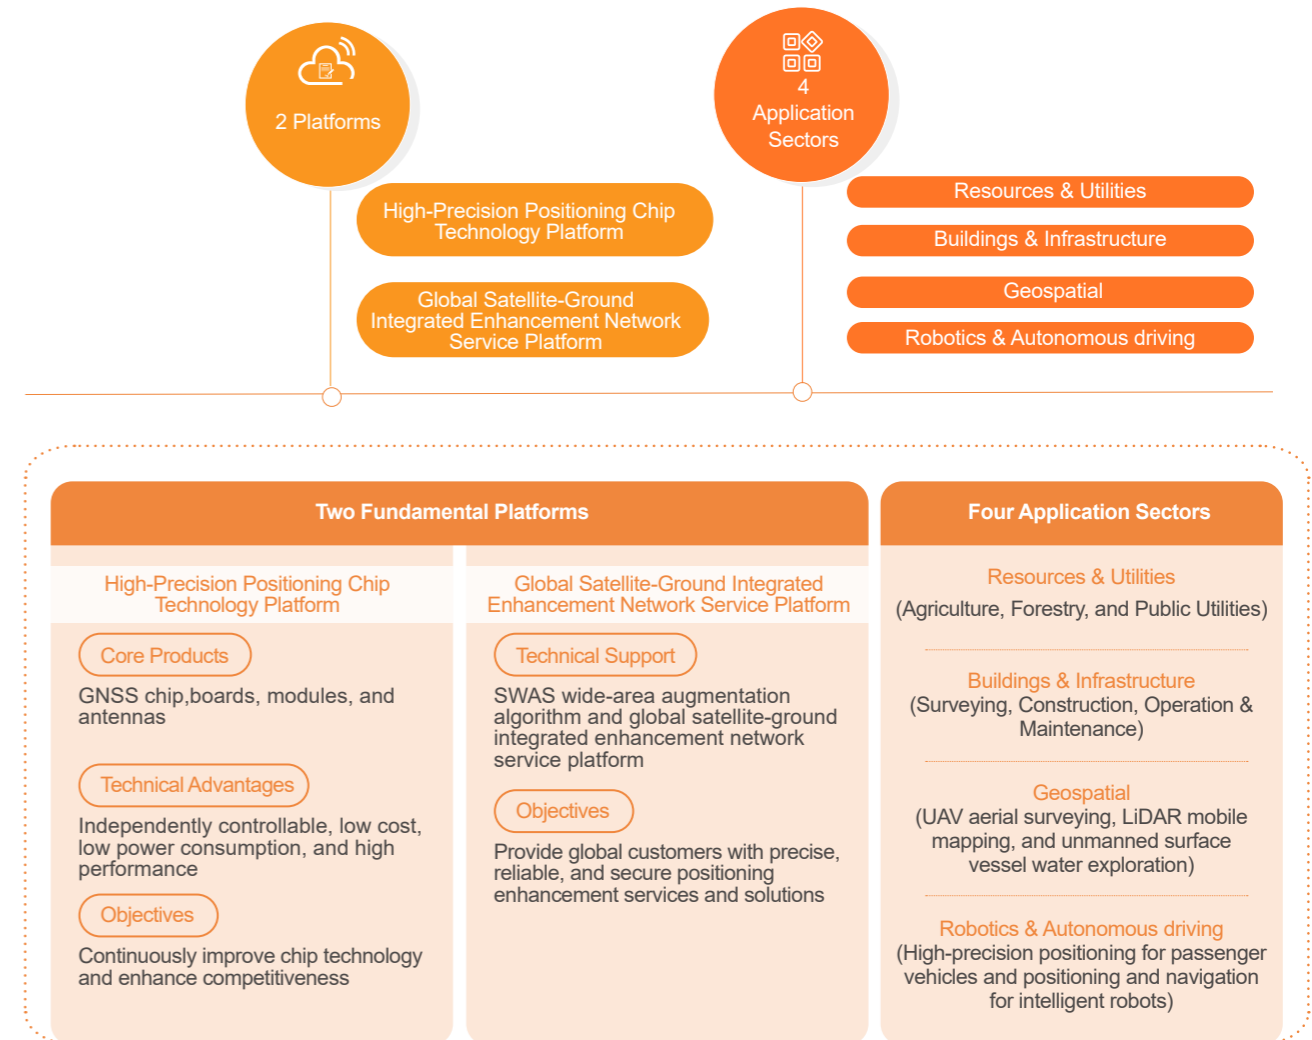 2 Platforms
4
Application
Sectors
High-Precision Positioning Chip
Technology Platform
Global Satellite-Ground
Integrated Enhancement Network
Service Platform
Resources & Utilities
Buildings & Infrastructure
Geospatial
Robotics & Autonomous driving
Two Fundamental Platforms
High-Precision Positioning Chip
Technology Platform
Core Products
GNSS chip,boards, modules, and
antennas
Technical Advantages
Independently controllable, low cost,
low power consumption, and high
performance
Objectives
Continuously improve chip technology
and enhance competitiveness
Global Satellite-Ground Integrated
Enhancement Network Service Platform
Technical Support
SWAS wide-area augmentation
algorithm and global satellite-ground
integrated enhancement network
service platform
Objectives
Provide global customers with precise,
reliable, and secure positioning
enhancement services and solutions
Four Application Sectors
Resources & Utilities
(Agriculture, Forestry, and Public Utilities)
Buildings & Infrastructure
(Surveying, Construction, Operation &
Maintenance)
Geospatial
(UAV aerial surveying, LiDAR mobile
mapping, and unmanned surface
vessel water exploration)
Robotics & Autonomous driving
(High-precision positioning for passenger
vehicles and positioning and navigation
for intelligent robots)